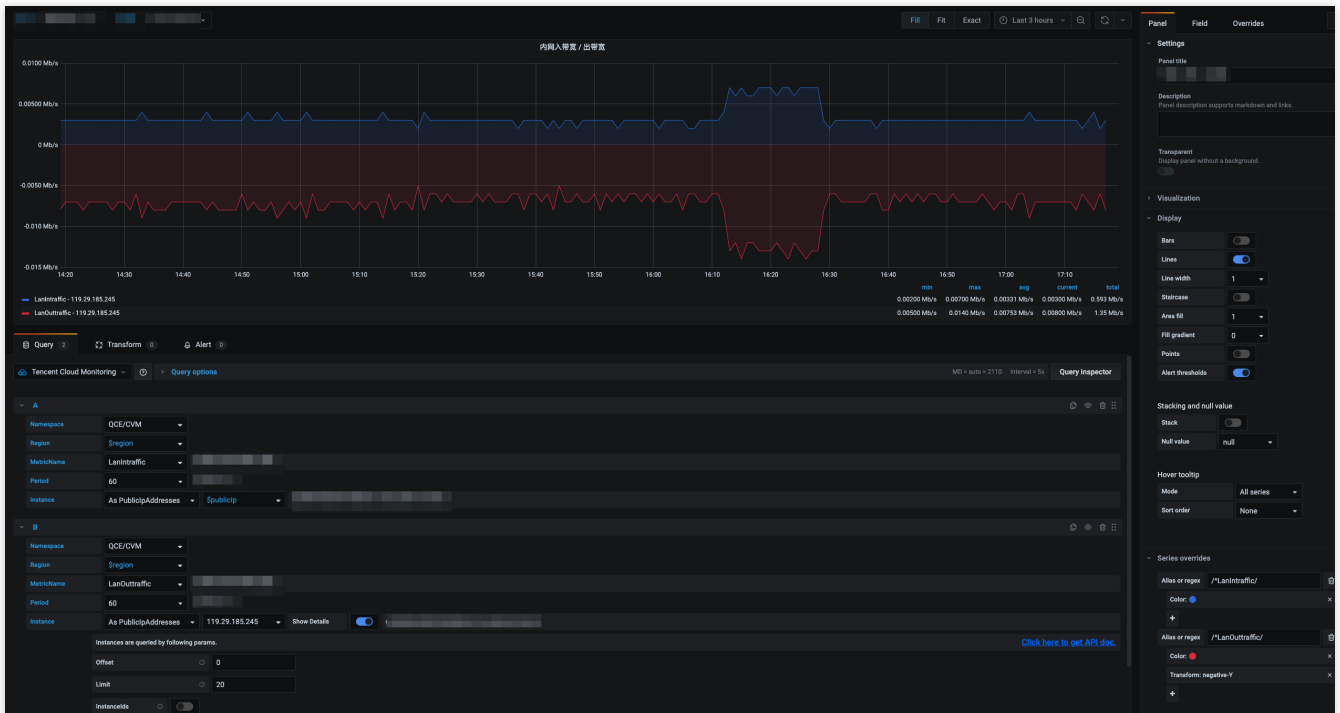 Fill Fit Exact Last 3 hours
Panel Field Overrides
内网入带宽 / 出带宽
0.0100 Mb/s
0.00500 Mb/s
0 Mb/s
-0.0050 Mb/s
-0.010 Mb/s
-0.015 Mb/s
14:20 14:30 14:40 14:50 15:00 15:10 15:20 15:30 15:40 15:50 16:00 16:10 16:20 16:30 16:40 16:50 17:00 17:10
min max avg current total
LanIntraffic - 119.29.185.245 0.00200 Mb/s 0.00700 Mb/s 0.00331 Mb/s 0.00300 Mb/s 0.593 Mb/s
LanOuttraffic - 119.29.185.245 0.00500 Mb/s 0.0140 Mb/s 0.00753 Mb/s 0.00800 Mb/s 1.35 Mb/s
Query 2 Transform 0 Alert 0
Tencent Cloud Monitoring Query options MD = auto = 2110 Interval = 5s Query inspector
A
Namespace QCE/CVM
Region $region
MetricName LanIntraffic
Period 60
Instance As PublicIpAddresses $publicIp
B
Namespace QCE/CVM
Region $region
MetricName LanOuttraffic
Period 60
Instance As PublicIpAddresses 119.29.185.245 Show Details
Instances are queried by following params. Click here to get API doc.
Offset 0
Limit 20
InstanceIds
Settings
Panel title
Description
Panel description supports markdown and links.
Transparent
Display panel without a background.
Visualization
Display
Bars
Lines
Line width 1
Staircase
Area fill 1
Fill gradient 0
Points
Alert thresholds
Stacking and null value
Stack
Null value null
Hover tooltip
Mode All series
Sort order None
Series overrides
Alias or regex /^LanIntraffic/
Color: ×
+
Alias or regex /^LanOuttraffic/
Color: ×
Transform: negative-Y ×
+